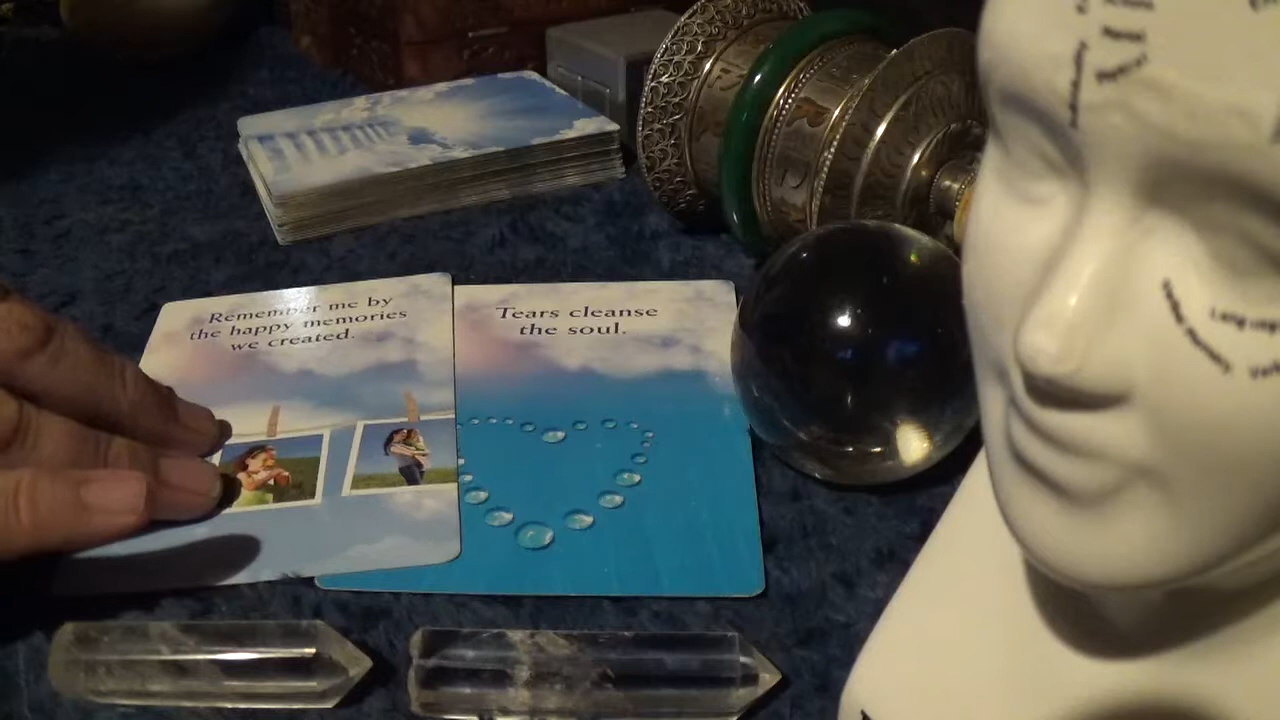 Remember me by
the happy memories
we created.
Tears cleanse
the soul.